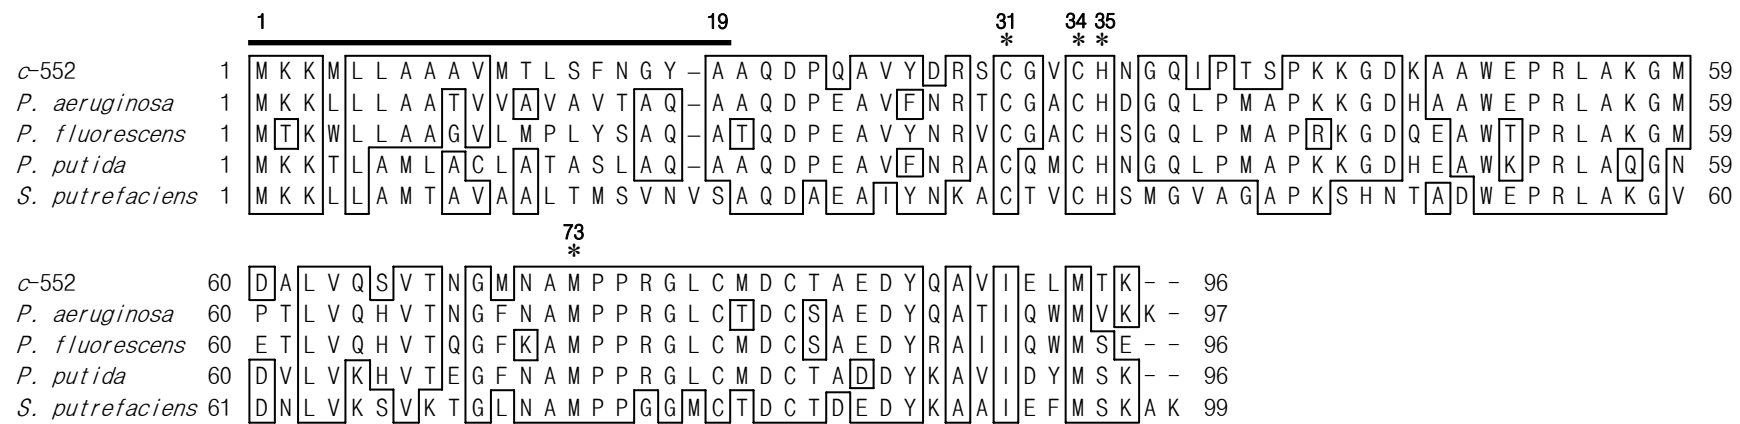 1 19 31 34 35
* * *
c-552 1 M K K M L L A A A V M T L S F N G Y - A A Q D P Q A V Y D R S C G V C H N G Q I P T S P K K G D K A A W E P R L A K G M 59
P. aeruginosa 1 M K K L L L L A A T V V A V A V T A Q - A A Q D P E A V F N R T C G A C H D G Q L P M A P K K G D H A A W E P R L A K G M 59
P. fluorescens 1 M T K W L L A A G V L M P L Y S A Q - A T Q D P E A V Y N R V C G A C H S G Q L P M A P R K G D Q E A W T P R L A K G M 59
P. putida 1 M K K T L A M L A C L A T A S L A Q - A A Q D P E A V F N R A C Q M C H N G Q L P M A P K K G D H E A W K P R L A Q G N 59
S. putrefaciens 1 M K K L L A M T A V A A L T M S V N V S A Q D A E A I Y N K A C T V C H S M G V A G A P K S H N T A D W E P R L A K G V 60
73
*
c-552 60 D A L V Q S V T N G M N A M P P R G L C M D C T A E D Y Q A V I E L M T K - - 96
P. aeruginosa 60 P T L V Q H V T N G F N A M P P R G L C T D C S A E D Y Q A T I Q W M V K K - 97
P. fluorescens 60 E T L V Q H V T Q G F K A M P P R G L C M D C S A E D Y R A I I Q W M S E - - 96
P. putida 60 D V L V K H V T E G F N A M P P R G L C M D C T A D D Y K A V I D Y M S K - - 96
S. putrefaciens 61 D N L V K S V K T G L N A M P P G G M C T D C T D E D Y K A A I E F M S K A K 99